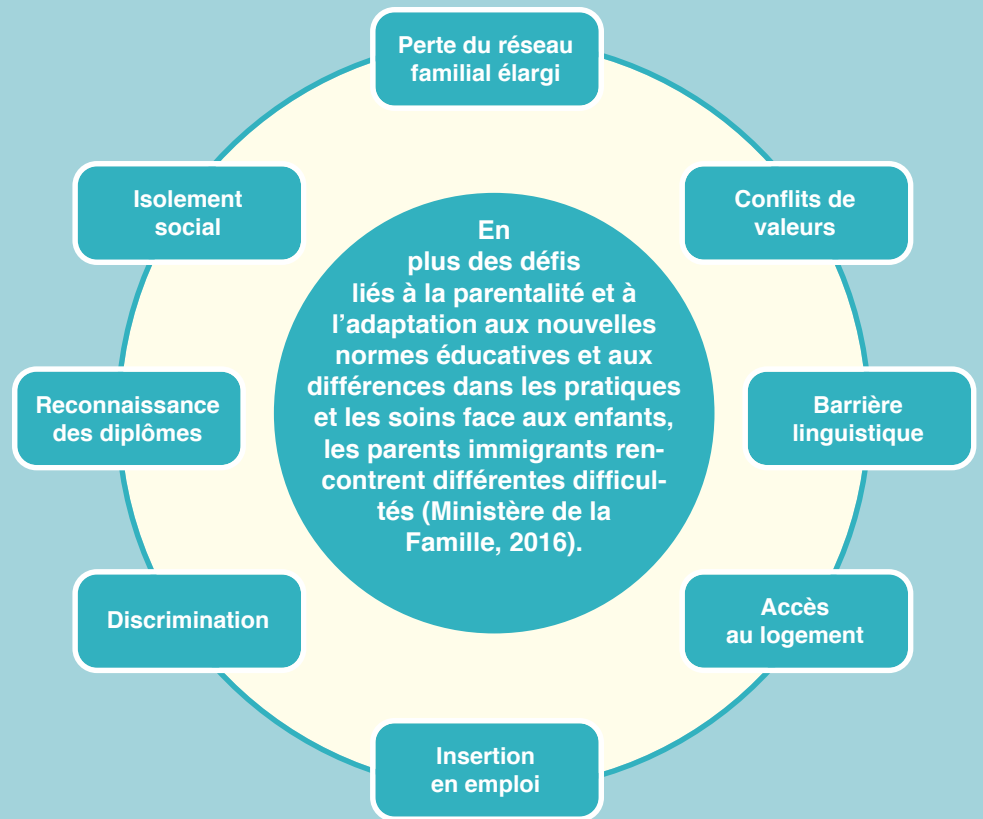 Perte du réseau
familial élargi
Conflits de
valeurs
Barrière
linguistique
Accès
au logement
Insertion
en emploi
Discrimination
Reconnaissance
des diplômes
Isolement
social
En
plus des défis
liés à la parentalité et à
l’adaptation aux nouvelles
normes éducatives et aux
différences dans les pratiques
et les soins face aux enfants,
les parents immigrants ren-
contrent différentes difficul-
tés (Ministère de la
Famille, 2016).